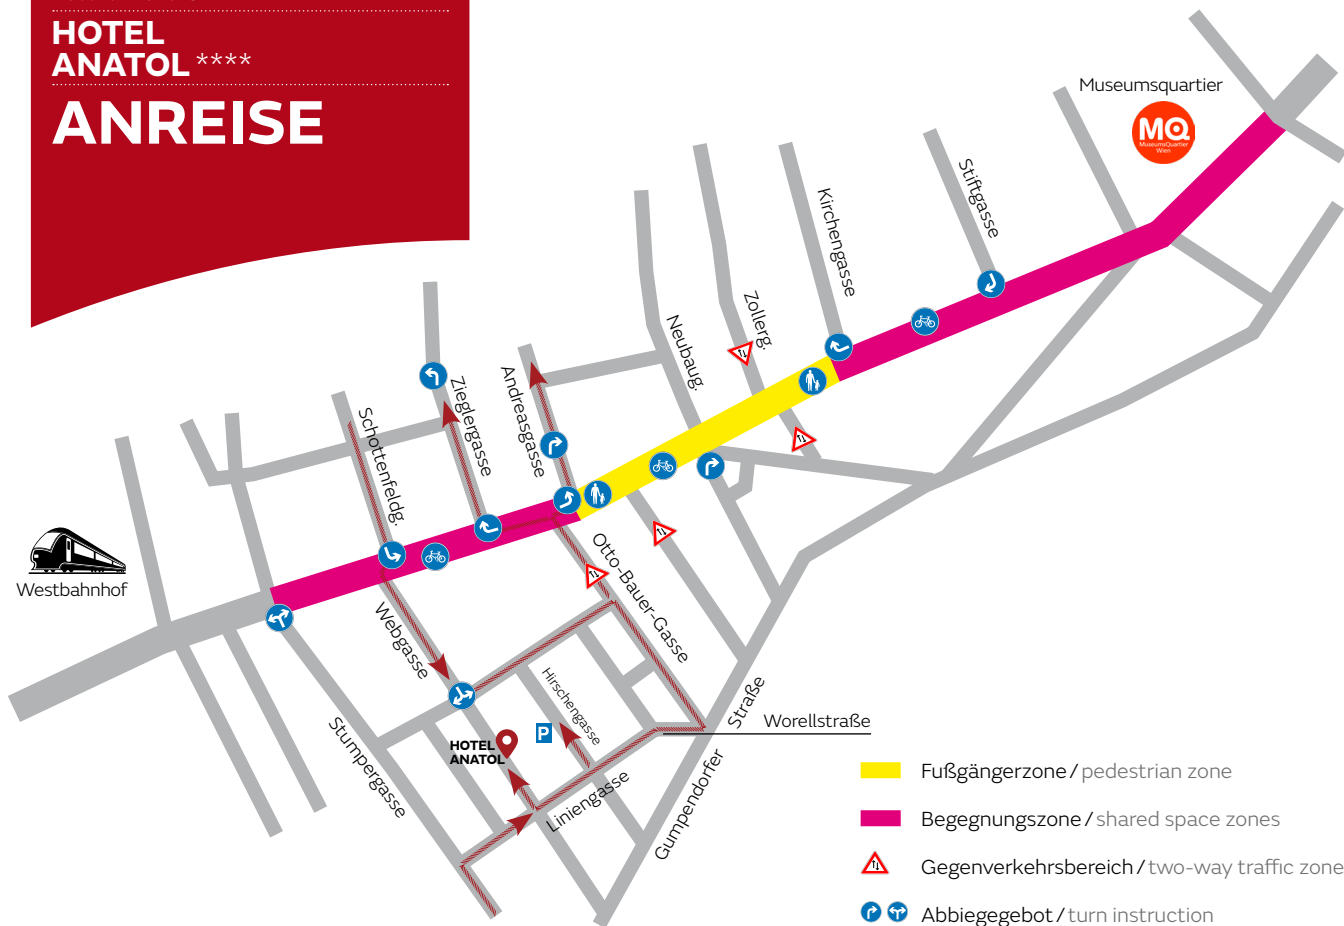 HOTEL
ANATOL ****
ANREISE
Museumsquartier
MQ
MuseumsQuartier
Wien
Stiftgasse
Kirchengasse
Zollerg.
Neubaug.
Andreasgasse
Zieglergasse
Schottenfeldg.
Westbahnhof
Otto-Bauer-Gasse
Webgasse
Hirschengasse
Stumpergasse
HOTEL
ANATOL
P
Liniengasse
Gumpendorfer Straße
Worellstraße
Fußgängerzone / pedestrian zone
Begegnungszone / shared space zones
Gegenverkehrsbereich / two-way traffic zone
Abbiegegebot / turn instruction